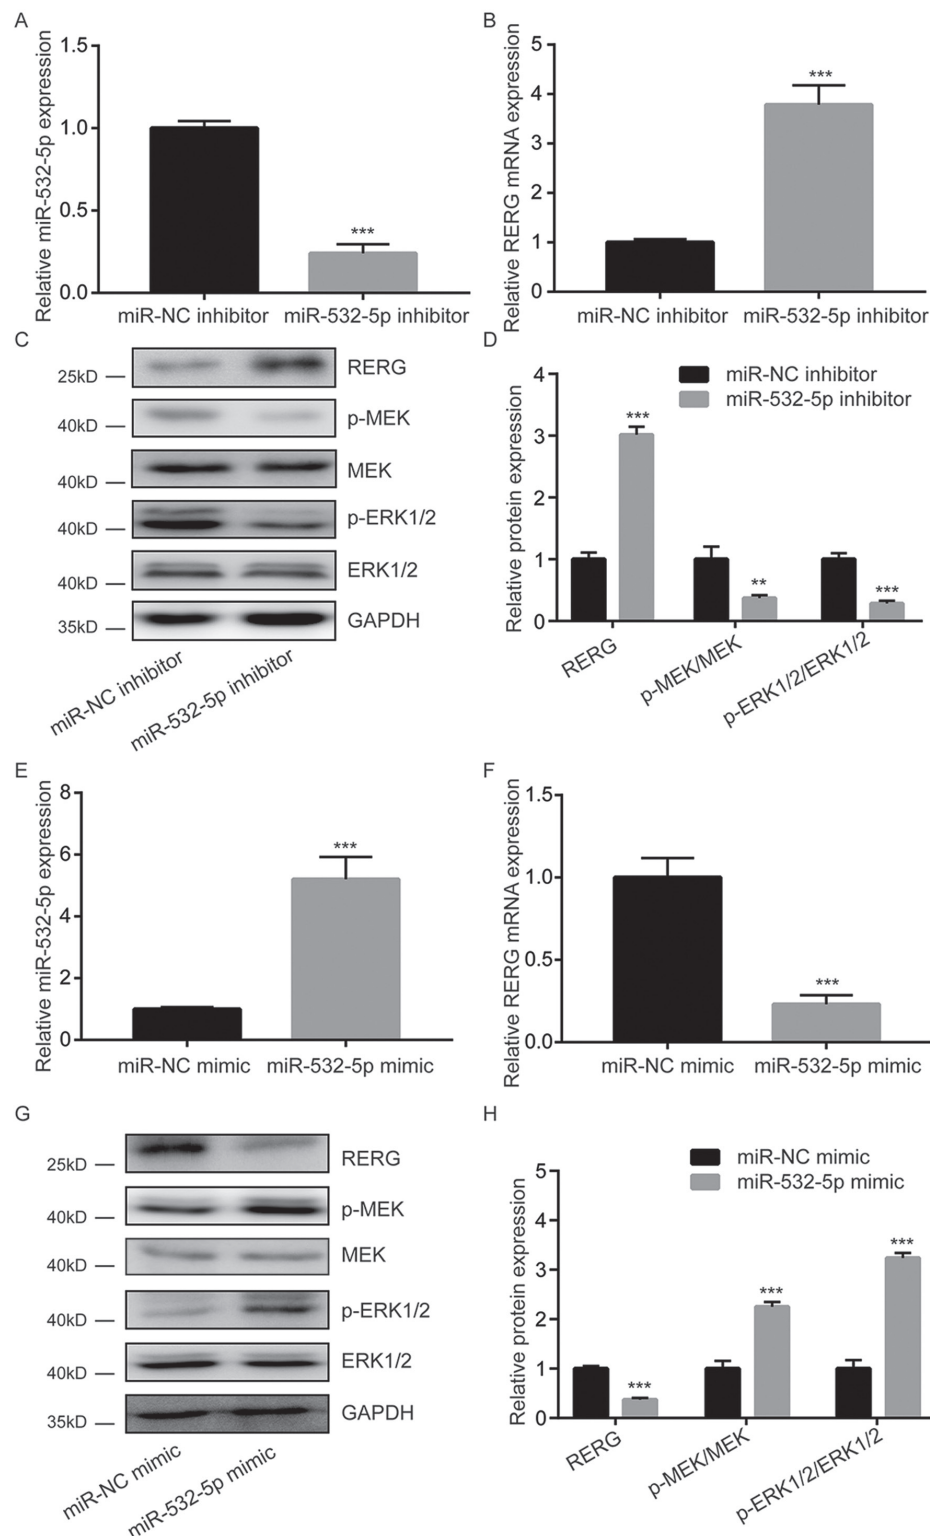 A
Relative miR-532-5p expression
1.5
1.0
0.5
0.0
***
miR-NC inhibitor
miR-532-5p inhibitor
B
Relative RERG mRNA expression
5
4
3
2
1
0
***
miR-NC inhibitor
miR-532-5p inhibitor
C
25kD
RERG
40kD
p-MEK
40kD
MEK
40kD
p-ERK1/2
40kD
ERK1/2
35kD
GAPDH
miR-NC inhibitor
miR-532-5p inhibitor
D
miR-NC inhibitor
miR-532-5p inhibitor
Relative protein expression
4
3
2
1
0
***
**
***
RERG
p-MEK/MEK
p-ERK1/2/ERK1/2
E
Relative miR-532-5p expression
8
6
4
2
0
***
miR-NC mimic
miR-532-5p mimic
F
Relative RERG mRNA expression
1.5
1.0
0.5
0.0
***
miR-NC mimic
miR-532-5p mimic
G
25kD
RERG
40kD
p-MEK
40kD
MEK
40kD
p-ERK1/2
40kD
ERK1/2
35kD
GAPDH
miR-NC mimic
miR-532-5p mimic
H
miR-NC mimic
miR-532-5p mimic
Relative protein expression
5
4
3
2
1
0
***
***
***
RERG
p-MEK/MEK
p-ERK1/2/ERK1/2